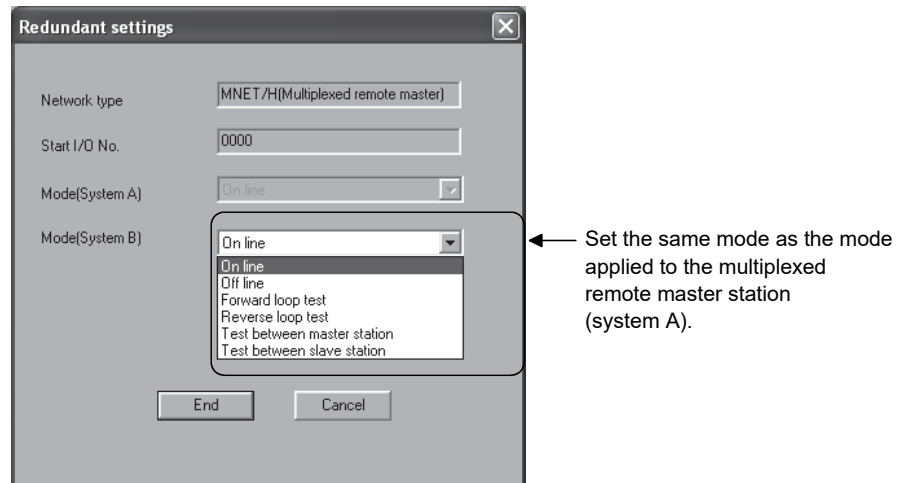 Redundant settings
Network type
MNET/H(Multiplexed remote master)
Start I/O No.
0000
Mode(System A)
On line
Mode(System B)
On line
On line
Off line
Forward loop test
Reverse loop test
Test between master station
Test between slave station
Set the same mode as the mode
applied to the multiplexed
remote master station
(system A).
End
Cancel